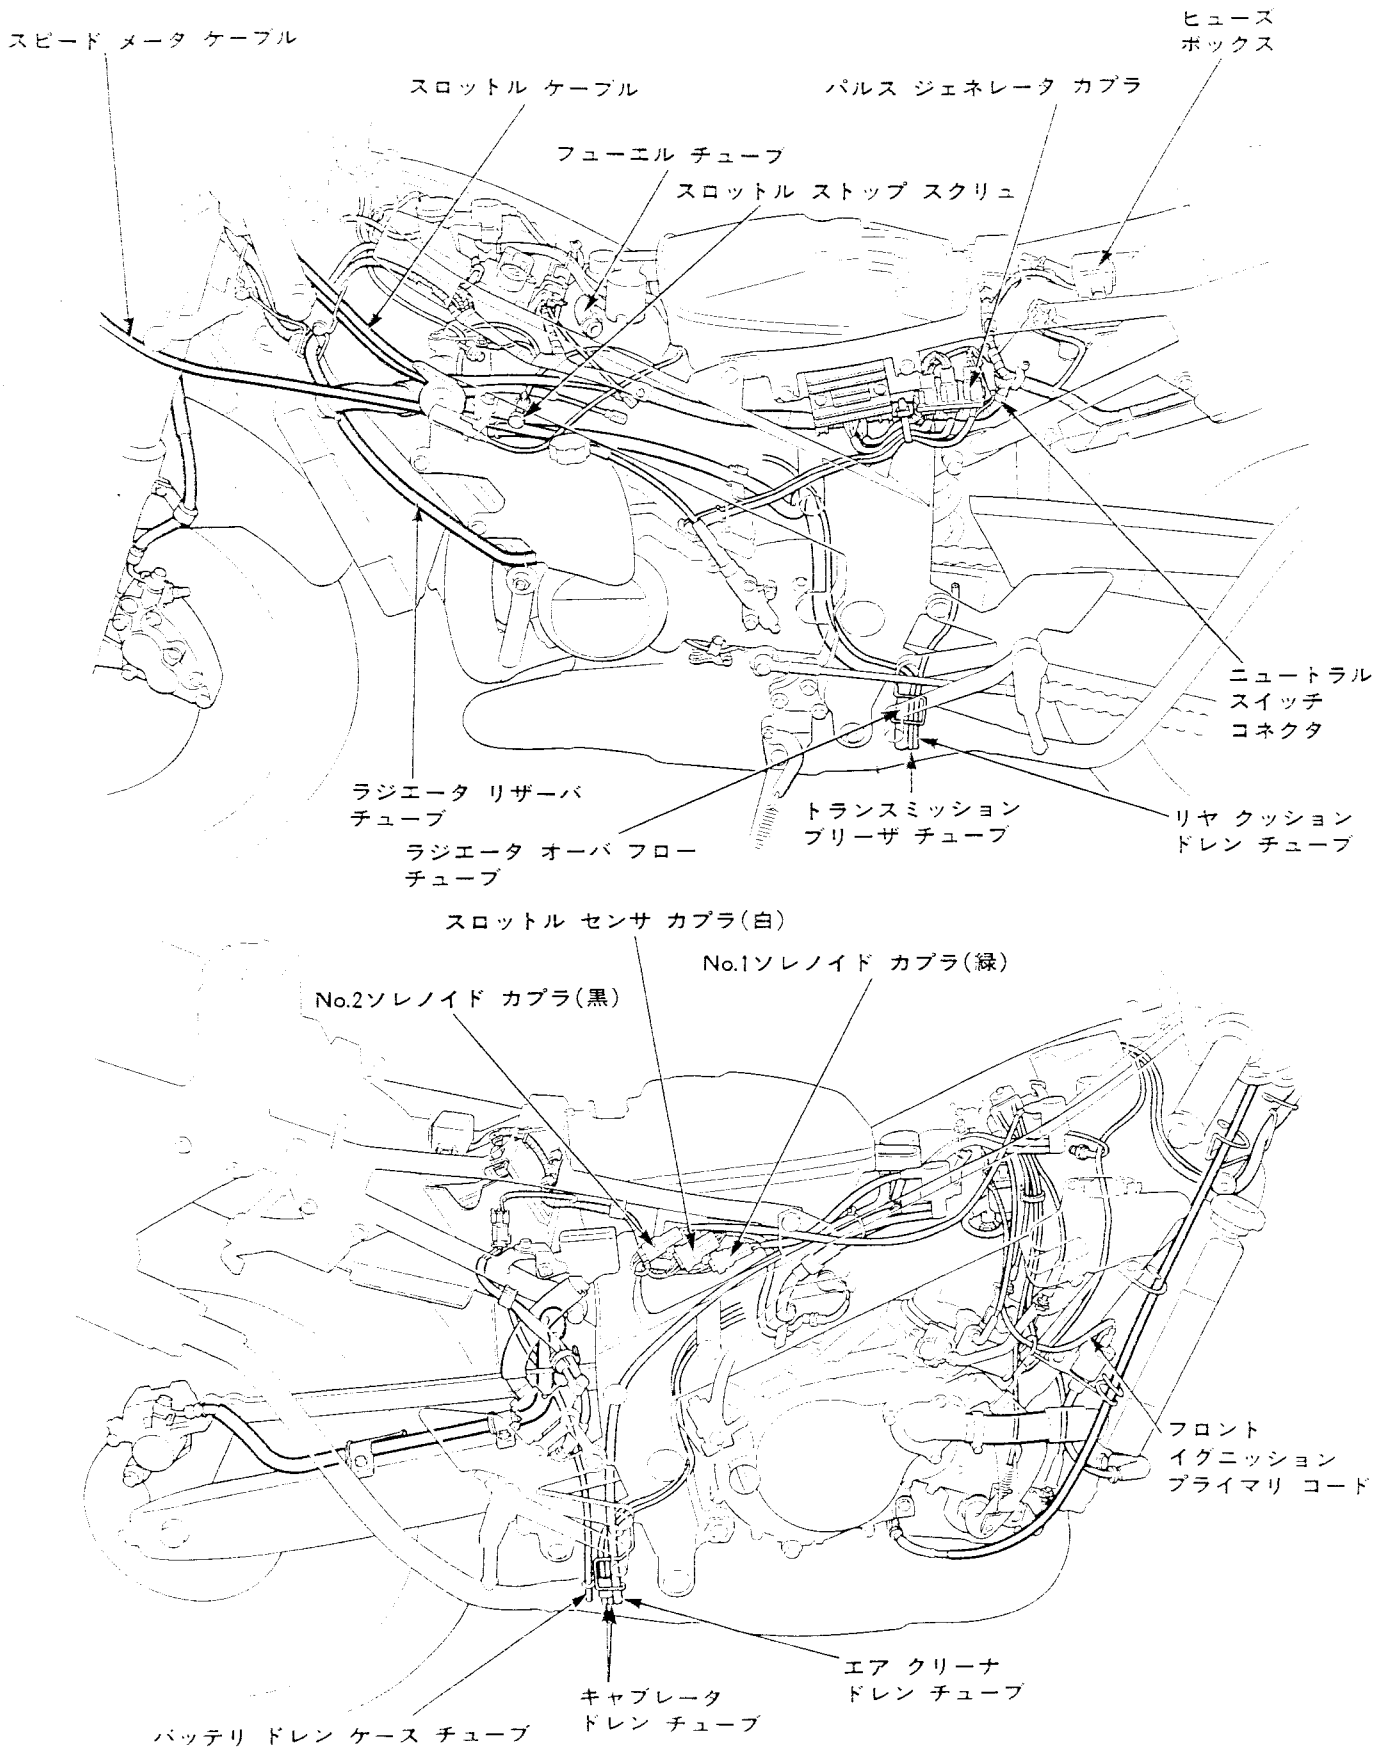 スピード メータ ケーブル
ヒューズ
ボックス
スロットル ケーブル
パルス ジェネレータ カプラ
フューエル チューブ
スロットル ストップ スクリュ
ニュートラル
スイッチ
コネクタ
ラジエータ リザーバ
チューブ
トランスミッション
ブリーザ チューブ
リヤ クッション
ドレン チューブ
ラジエータ オーバ フロー
チューブ
スロットル センサ カプラ(白)
No.1ソレノイド カプラ(緑)
No.2ソレノイド カプラ(黒)
フロント
イグニッション
プライマリ コード
エア クリーナ
ドレン チューブ
キャブレータ
ドレン チューブ
バッテリ ドレン ケース チューブ